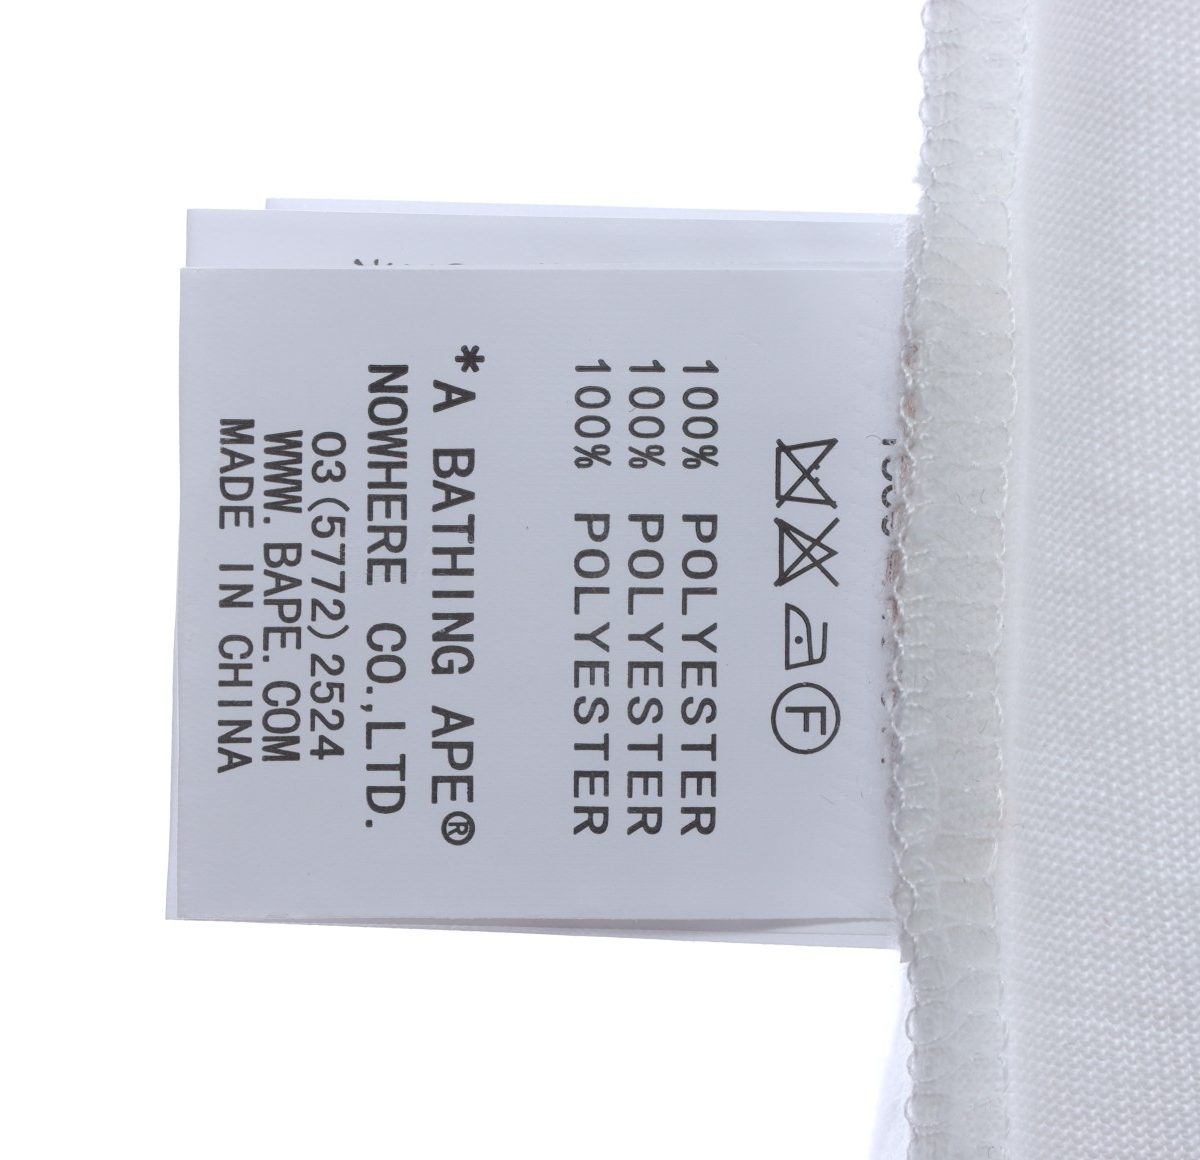 F
100% POLYESTER
100% POLYESTER
100% POLYESTER
*A BATHING APE®
NOWHERE CO.,LTD.
03(5772)2524
WWW.BAPE.COM
MADE IN CHINA